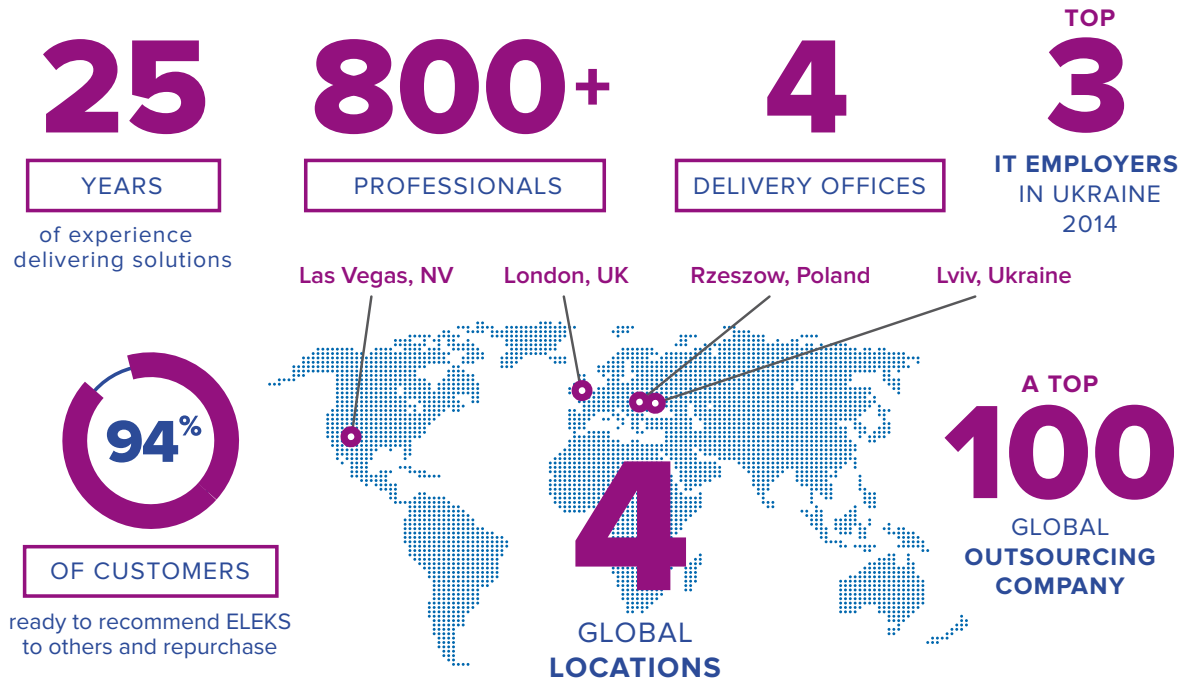 25
YEARS
of experience
delivering solutions
800+
PROFESSIONALS
4
DELIVERY OFFICES
TOP
3
IT EMPLOYERS
IN UKRAINE
2014
Las Vegas, NV
London, UK
Rzeszow, Poland
Lviv, Ukraine
94%
OF CUSTOMERS
ready to recommend ELEKS
to others and repurchase
4
GLOBAL
LOCATIONS
A TOP
100
GLOBAL
OUTSOURCING
COMPANY